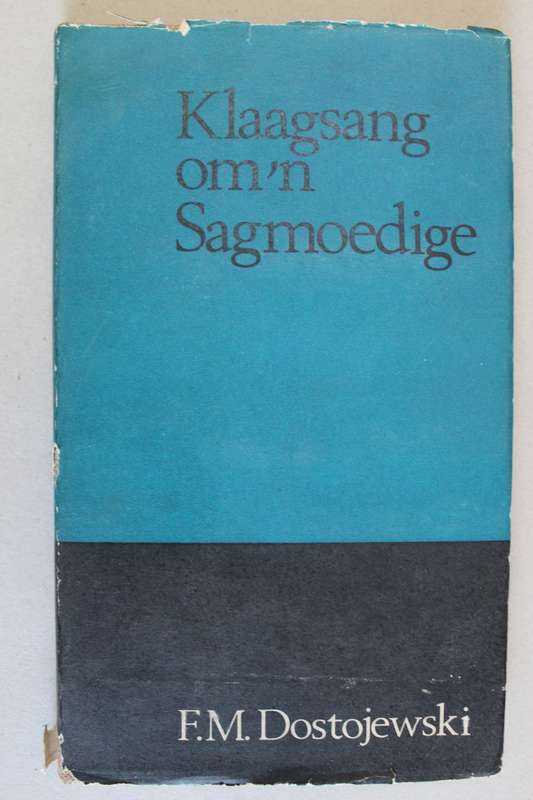 Klaagsang
om 'n
Sagmoedige
F.M. Dostojewski